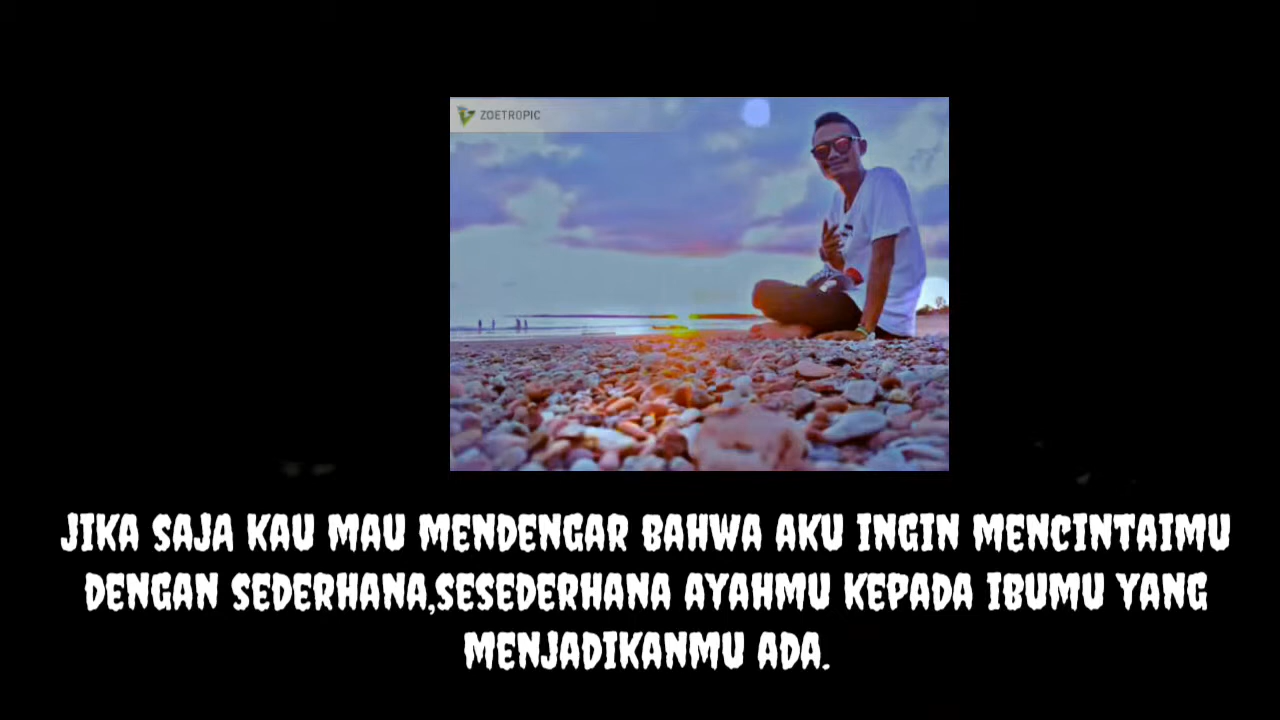 ZOETROPIC
JIKA SAJA KAU MAU MENDENGAR BAHWA AKU INGIN MENCINTAIMU
DENGAN SEDERHANA,SESEDERHANA AYAHMU KEPADA IBUMU YANG
MENJADIKANMU ADA.